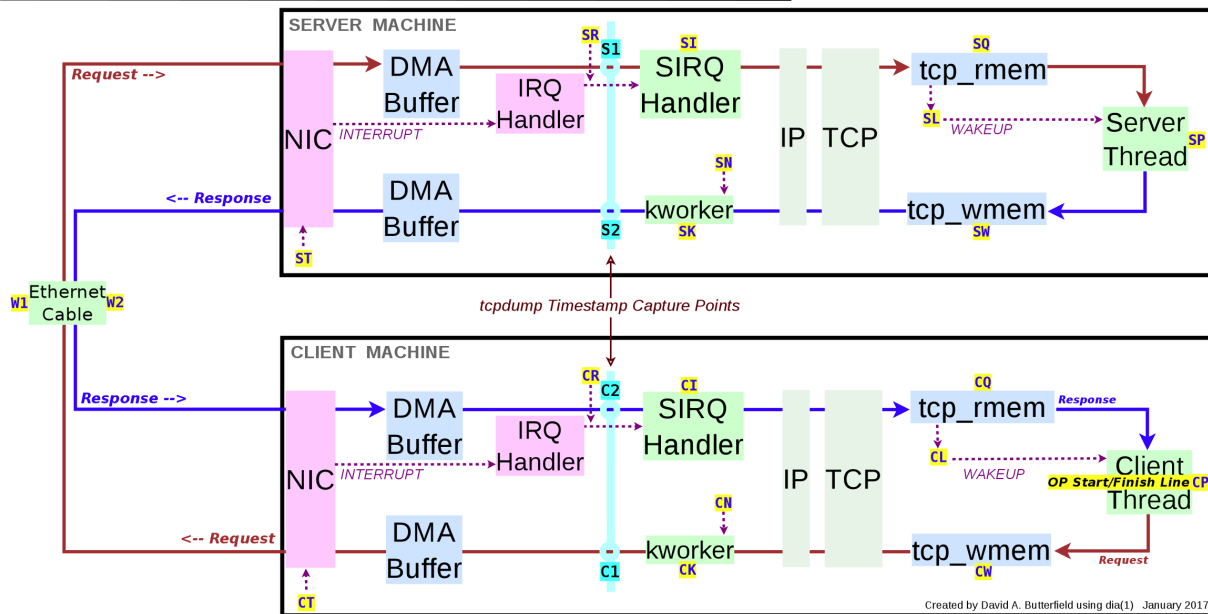 SERVER MACHINE
SR
S1
SI
SQ
Request -->
DMA
Buffer
SIRQ
Handler
tcp_rmem
IRQ
Handler
NIC
INTERRUPT
IP
TCP
SL
WAKEUP
Server
Thread
SP
SN
<-- Response
DMA
Buffer
kworker
tcp_wmem
S2
SK
SW
ST
W1
Ethernet
Cable
W2
tcpdump Timestamp Capture Points
CLIENT MACHINE
CR
C2
CI
CQ
Response -->
DMA
Buffer
SIRQ
Handler
tcp_rmem
Response
IRQ
Handler
NIC
INTERRUPT
IP
TCP
CL
WAKEUP
Client
OP Start/Finish Line
CP
Thread
CN
<-- Request
DMA
Buffer
kworker
tcp_wmem
Request
C1
CK
CW
CT
Created by David A. Butterfield using dia(1) January 2017